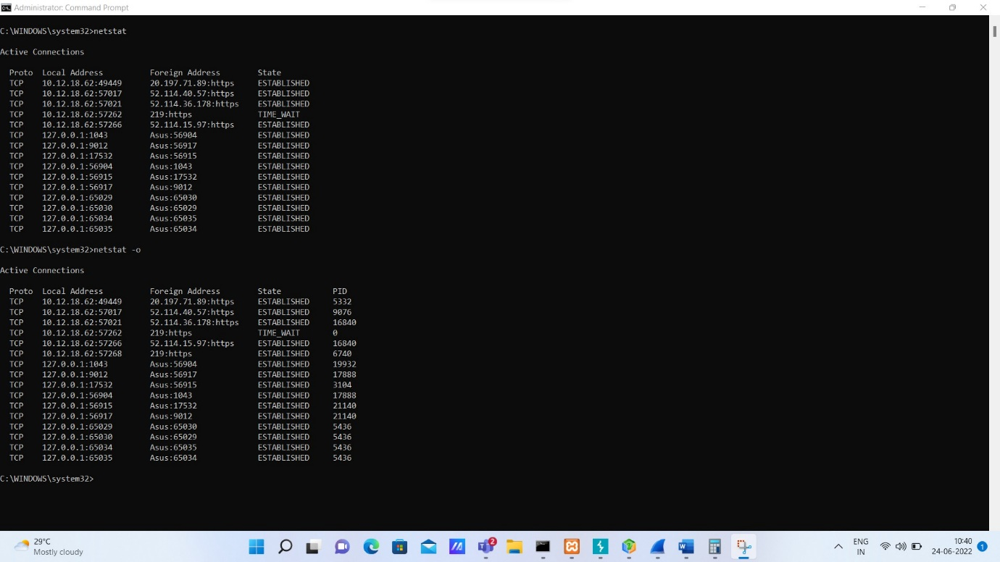 Administrator: Command Prompt
C:\WINDOWS\system32>netstat
Active Connections
Proto Local Address Foreign Address State
TCP 10.12.18.62:49449 20.197.71.89:https ESTABLISHED
TCP 10.12.18.62:57017 52.114.40.57:https ESTABLISHED
TCP 10.12.18.62:57021 52.114.36.178:https ESTABLISHED
TCP 10.12.18.62:57262 219:https TIME_WAIT
TCP 10.12.18.62:57266 52.114.15.97:https ESTABLISHED
TCP 127.0.0.1:1043 Asus:56904 ESTABLISHED
TCP 127.0.0.1:9012 Asus:56917 ESTABLISHED
TCP 127.0.0.1:17532 Asus:56915 ESTABLISHED
TCP 127.0.0.1:56904 Asus:1043 ESTABLISHED
TCP 127.0.0.1:56915 Asus:17532 ESTABLISHED
TCP 127.0.0.1:56917 Asus:9012 ESTABLISHED
TCP 127.0.0.1:65029 Asus:65030 ESTABLISHED
TCP 127.0.0.1:65030 Asus:65029 ESTABLISHED
TCP 127.0.0.1:65034 Asus:65035 ESTABLISHED
TCP 127.0.0.1:65035 Asus:65034 ESTABLISHED
C:\WINDOWS\system32>netstat -o
Active Connections
Proto Local Address Foreign Address State PID
TCP 10.12.18.62:49449 20.197.71.89:https ESTABLISHED 5332
TCP 10.12.18.62:57017 52.114.40.57:https ESTABLISHED 9076
TCP 10.12.18.62:57021 52.114.36.178:https ESTABLISHED 16840
TCP 10.12.18.62:57262 219:https TIME_WAIT 0
TCP 10.12.18.62:57266 52.114.15.97:https ESTABLISHED 16840
TCP 10.12.18.62:57268 219:https ESTABLISHED 6740
TCP 127.0.0.1:1043 Asus:56904 ESTABLISHED 19932
TCP 127.0.0.1:9012 Asus:56917 ESTABLISHED 17888
TCP 127.0.0.1:17532 Asus:56915 ESTABLISHED 3104
TCP 127.0.0.1:56904 Asus:1043 ESTABLISHED 17888
TCP 127.0.0.1:56915 Asus:17532 ESTABLISHED 21140
TCP 127.0.0.1:56917 Asus:9012 ESTABLISHED 21140
TCP 127.0.0.1:65029 Asus:65030 ESTABLISHED 5436
TCP 127.0.0.1:65030 Asus:65029 ESTABLISHED 5436
TCP 127.0.0.1:65034 Asus:65035 ESTABLISHED 5436
TCP 127.0.0.1:65035 Asus:65034 ESTABLISHED 5436
C:\WINDOWS\system32>
29°C
Mostly cloudy
2
ENG
IN
10:40
24-06-2022
1